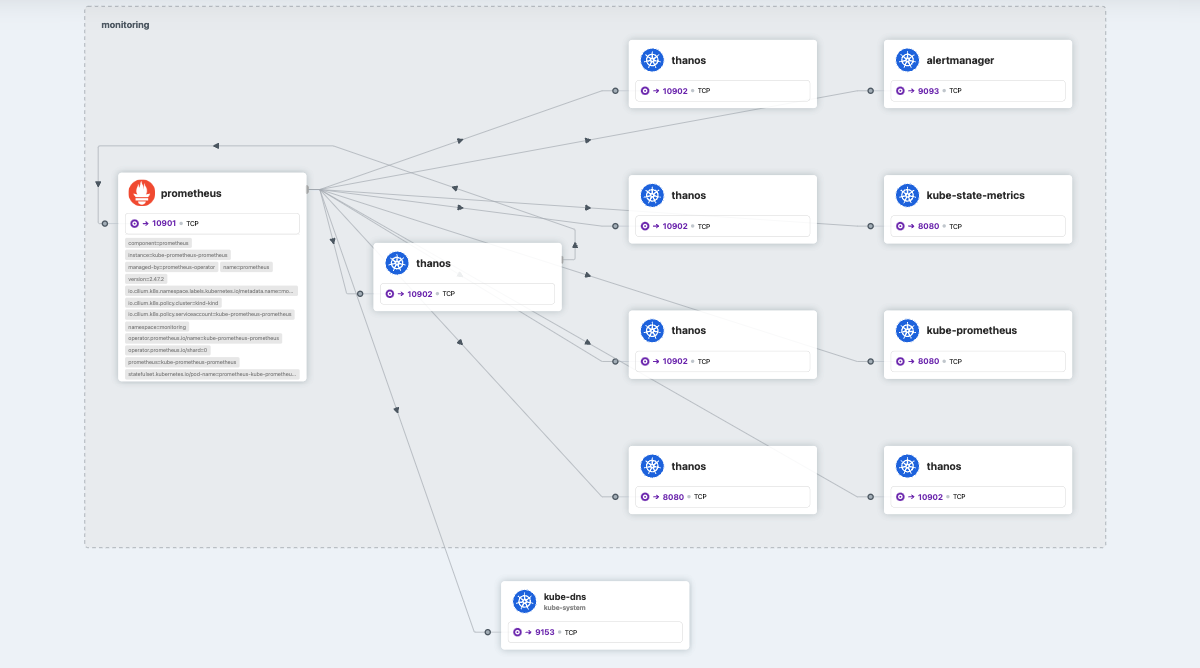 monitoring
thanos
→ 10902 • TCP
alertmanager
→ 9093 • TCP
prometheus
→ 10901 • TCP
component=prometheus
instance=kube-prometheus-prometheus
managed-by=prometheus-operator name=prometheus
version=2.47.2
io.cilium.k8s.namespace.labels.kubernetes.io/metadata.name=mo...
io.cilium.k8s.policy.cluster=kind-kind
io.cilium.k8s.policy.serviceaccount=kube-prometheus-prometheus
namespace=monitoring
operator.prometheus.io/name=kube-prometheus-prometheus
operator.prometheus.io/shard=0
prometheus=kube-prometheus-prometheus
statefulset.kubernetes.io/pod-name=prometheus-kube-prometheu...
thanos
→ 10902 • TCP
kube-state-metrics
→ 8080 • TCP
thanos
→ 10902 • TCP
thanos
→ 10902 • TCP
kube-prometheus
→ 8080 • TCP
thanos
→ 8080 • TCP
thanos
→ 10902 • TCP
kube-dns
kube-system
→ 9153 • TCP